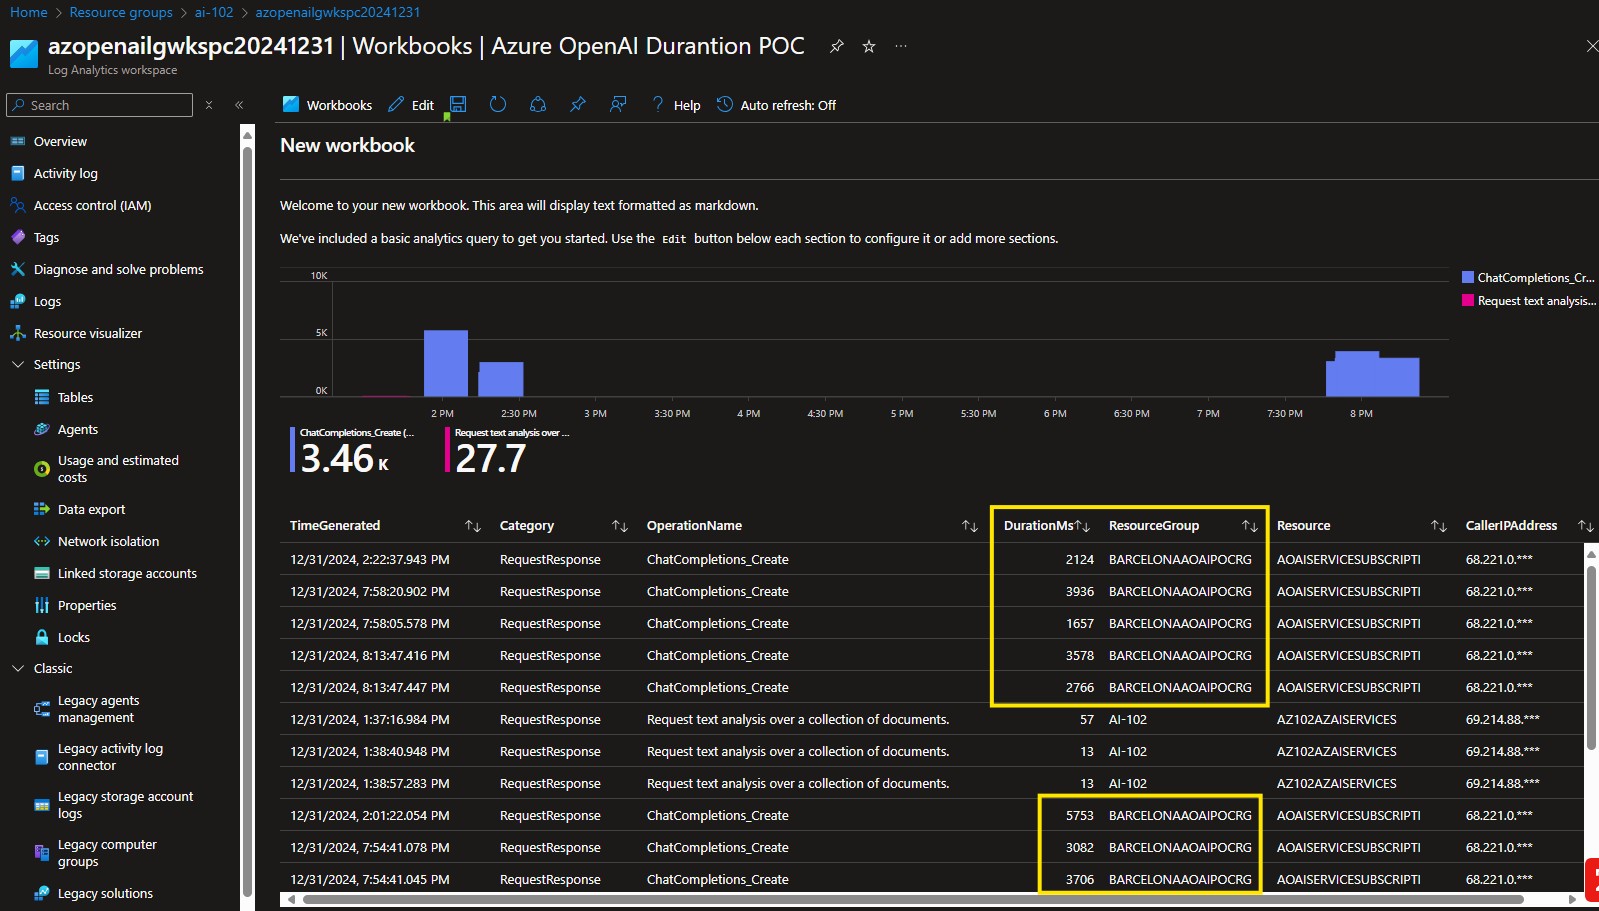 Home > Resource groups > ai-102 > azopenailgwkspc20241231
azopenailgwkspc20241231 | Workbooks | Azure OpenAI Durantion POC
Log Analytics workspace
Search
Workbooks Edit Help Auto refresh: Off
Overview
Activity log
Access control (IAM)
Tags
Diagnose and solve problems
Logs
Resource visualizer
Settings
Tables
Agents
Usage and estimated
costs
Data export
Network isolation
Linked storage accounts
Properties
Locks
Classic
Legacy agents
management
Legacy activity log
connector
Legacy storage account
logs
Legacy computer
groups
Legacy solutions
New workbook
Welcome to your new workbook. This area will display text formatted as markdown.
We've included a basic analytics query to get you started. Use the Edit button below each section to configure it or add more sections.
10K
5K
0K
2 PM 2:30 PM 3 PM 3:30 PM 4 PM 4:30 PM 5 PM 5:30 PM 6 PM 6:30 PM 7 PM 7:30 PM 8 PM
ChatCompletions_Cr...
Request text analysis...
ChatCompletions_Create (...
3.46 K
Request text analysis over ...
27.7
TimeGenerated Category OperationName DurationMs ResourceGroup Resource CallerIPAddress
12/31/2024, 2:22:37.943 PM RequestResponse ChatCompletions_Create 2124 BARCELONAAOAIPOCRG AOAISERVICESUBSCRIPTI 68.221.0.***
12/31/2024, 7:58:20.902 PM RequestResponse ChatCompletions_Create 3936 BARCELONAAOAIPOCRG AOAISERVICESUBSCRIPTI 68.221.0.***
12/31/2024, 7:58:05.578 PM RequestResponse ChatCompletions_Create 1657 BARCELONAAOAIPOCRG AOAISERVICESUBSCRIPTI 68.221.0.***
12/31/2024, 8:13:47.416 PM RequestResponse ChatCompletions_Create 3578 BARCELONAAOAIPOCRG AOAISERVICESUBSCRIPTI 68.221.0.***
12/31/2024, 8:13:47.447 PM RequestResponse ChatCompletions_Create 2766 BARCELONAAOAIPOCRG AOAISERVICESUBSCRIPTI 68.221.0.***
12/31/2024, 1:37:16.984 PM RequestResponse Request text analysis over a collection of documents. 57 AI-102 AZ102AZAISERVICES 69.214.88.***
12/31/2024, 1:38:40.948 PM RequestResponse Request text analysis over a collection of documents. 13 AI-102 AZ102AZAISERVICES 69.214.88.***
12/31/2024, 1:38:57.283 PM RequestResponse Request text analysis over a collection of documents. 13 AI-102 AZ102AZAISERVICES 69.214.88.***
12/31/2024, 2:01:22.054 PM RequestResponse ChatCompletions_Create 5753 BARCELONAAOAIPOCRG AOAISERVICESUBSCRIPTI 68.221.0.***
12/31/2024, 7:54:41.078 PM RequestResponse ChatCompletions_Create 3082 BARCELONAAOAIPOCRG AOAISERVICESUBSCRIPTI 68.221.0.***
12/31/2024, 7:54:41.045 PM RequestResponse ChatCompletions_Create 3706 BARCELONAAOAIPOCRG AOAISERVICESUBSCRIPTI 68.221.0.***